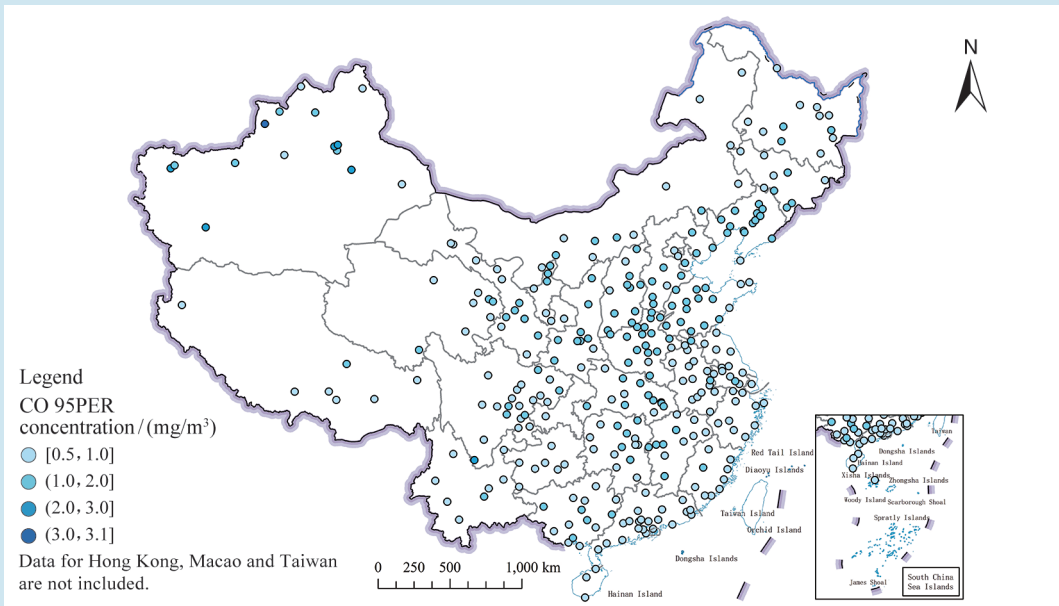 N
Legend
CO 95PER
concentration/(mg/m³)
[0.5, 1.0]
(1.0, 2.0]
(2.0, 3.0]
(3.0, 3.1]
Data for Hong Kong, Macao and Taiwan
are not included.
0 250 500 1,000 km
Red Tail Island
Diaoyu Islands
Taiwan Island
Orchid Island
Dongsha Islands
Hainan Island
Taiwan
Dongsha Islands
Hainan Island
Xisha Islands
Zhongsha Islands
Woody Island
Scarborough Shoal
Spratly Islands
James Shoal
South China
Sea Islands